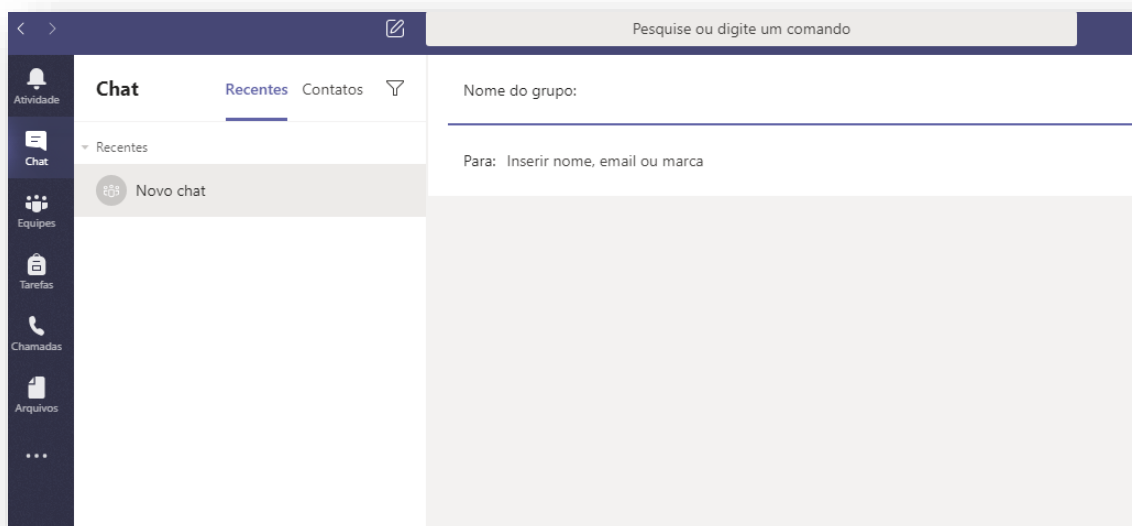 Pesquise ou digite um comando
Atividade
Chat
Equipes
Tarefas
Chamadas
Arquivos
Chat
Recentes Contatos
Recentes
Novo chat
Nome do grupo:
Para: Inserir nome, email ou marca